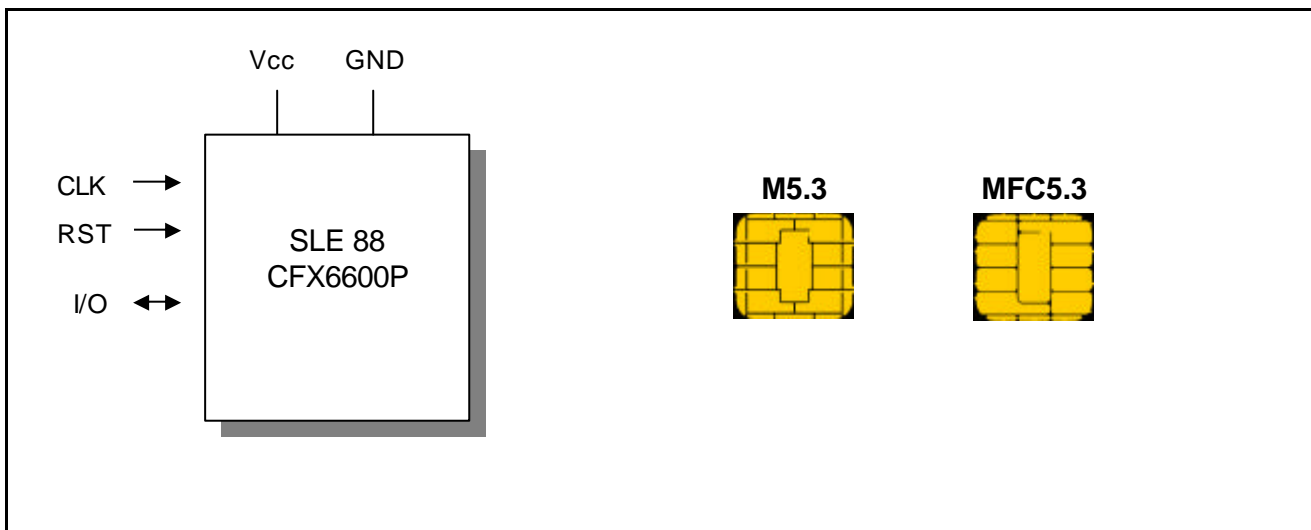 Vcc GND
CLK
RST
I/O
SLE 88
CFX6600P
M5.3 MFC5.3